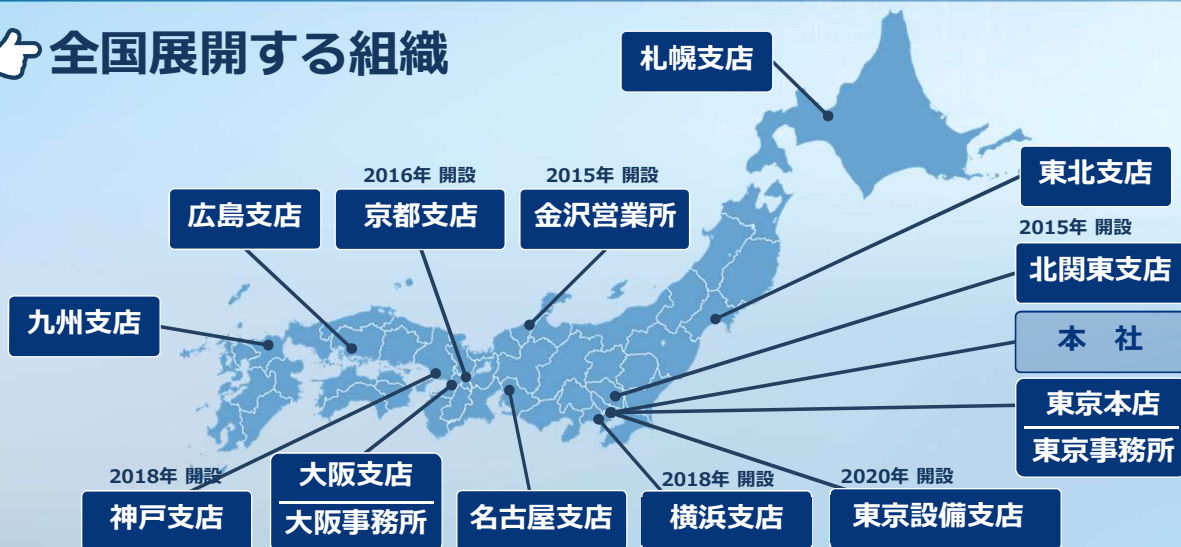 全国展開する組織
札幌支店
東北支店
2015年 開設
北関東支店
本 社
東京本店
東京事務所
2016年 開設
京都支店
2015年 開設
金沢営業所
広島支店
九州支店
2018年 開設
神戸支店
大阪支店
大阪事務所
名古屋支店
2018年 開設
横浜支店
2020年 開設
東京設備支店